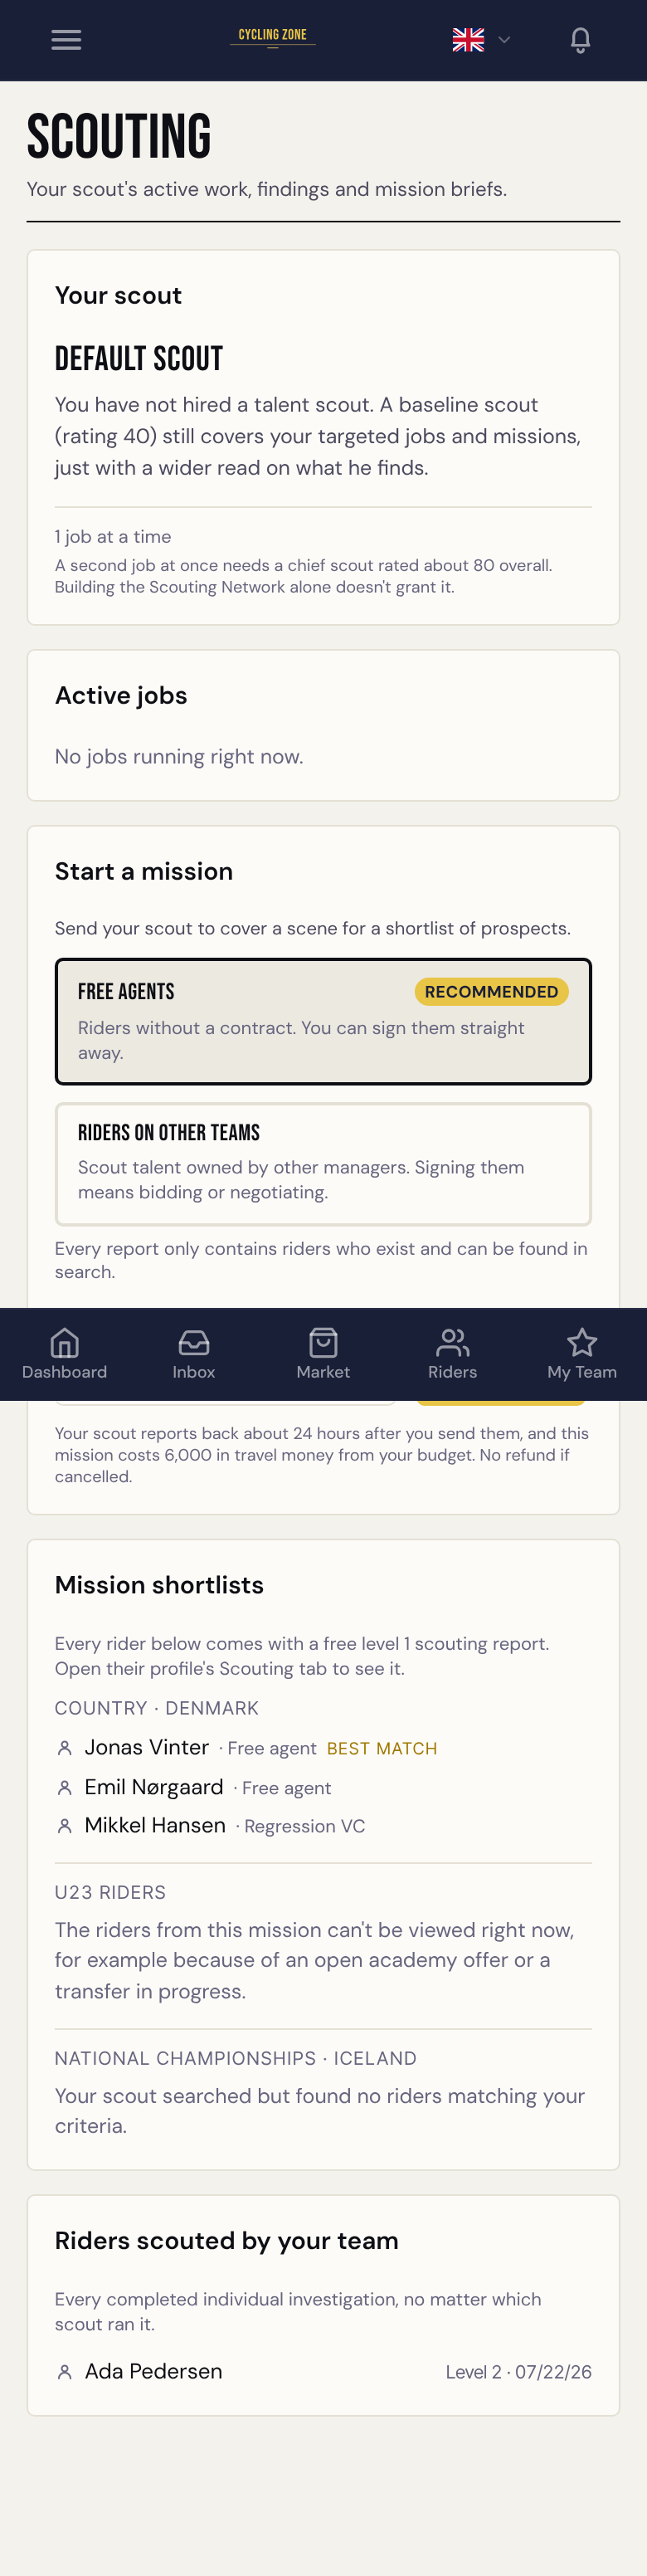 CYCLING ZONE
SCOUTING
Your scout's active work, findings and mission briefs.
Your scout
DEFAULT SCOUT
You have not hired a talent scout. A baseline scout
(rating 40) still covers your targeted jobs and missions,
just with a wider read on what he finds.
1 job at a time
A second job at once needs a chief scout rated about 80 overall.
Building the Scouting Network alone doesn't grant it.
Active jobs
No jobs running right now.
Start a mission
Send your scout to cover a scene for a shortlist of prospects.
FREE AGENTS
RECOMMENDED
Riders without a contract. You can sign them straight
away.
RIDERS ON OTHER TEAMS
Scout talent owned by other managers. Signing them
means bidding or negotiating.
Every report only contains riders who exist and can be found in
search.
Dashboard
Inbox
Market
Riders
My Team
Your scout reports back about 24 hours after you send them, and this
mission costs 6,000 in travel money from your budget. No refund if
cancelled.
Mission shortlists
Every rider below comes with a free level 1 scouting report.
Open their profile's Scouting tab to see it.
COUNTRY · DENMARK
Jonas Vinter · Free agent BEST MATCH
Emil Nørgaard · Free agent
Mikkel Hansen · Regression VC
U23 RIDERS
The riders from this mission can't be viewed right now,
for example because of an open academy offer or a
transfer in progress.
NATIONAL CHAMPIONSHIPS · ICELAND
Your scout searched but found no riders matching your
criteria.
Riders scouted by your team
Every completed individual investigation, no matter which
scout ran it.
Ada Pedersen Level 2 · 07/22/26